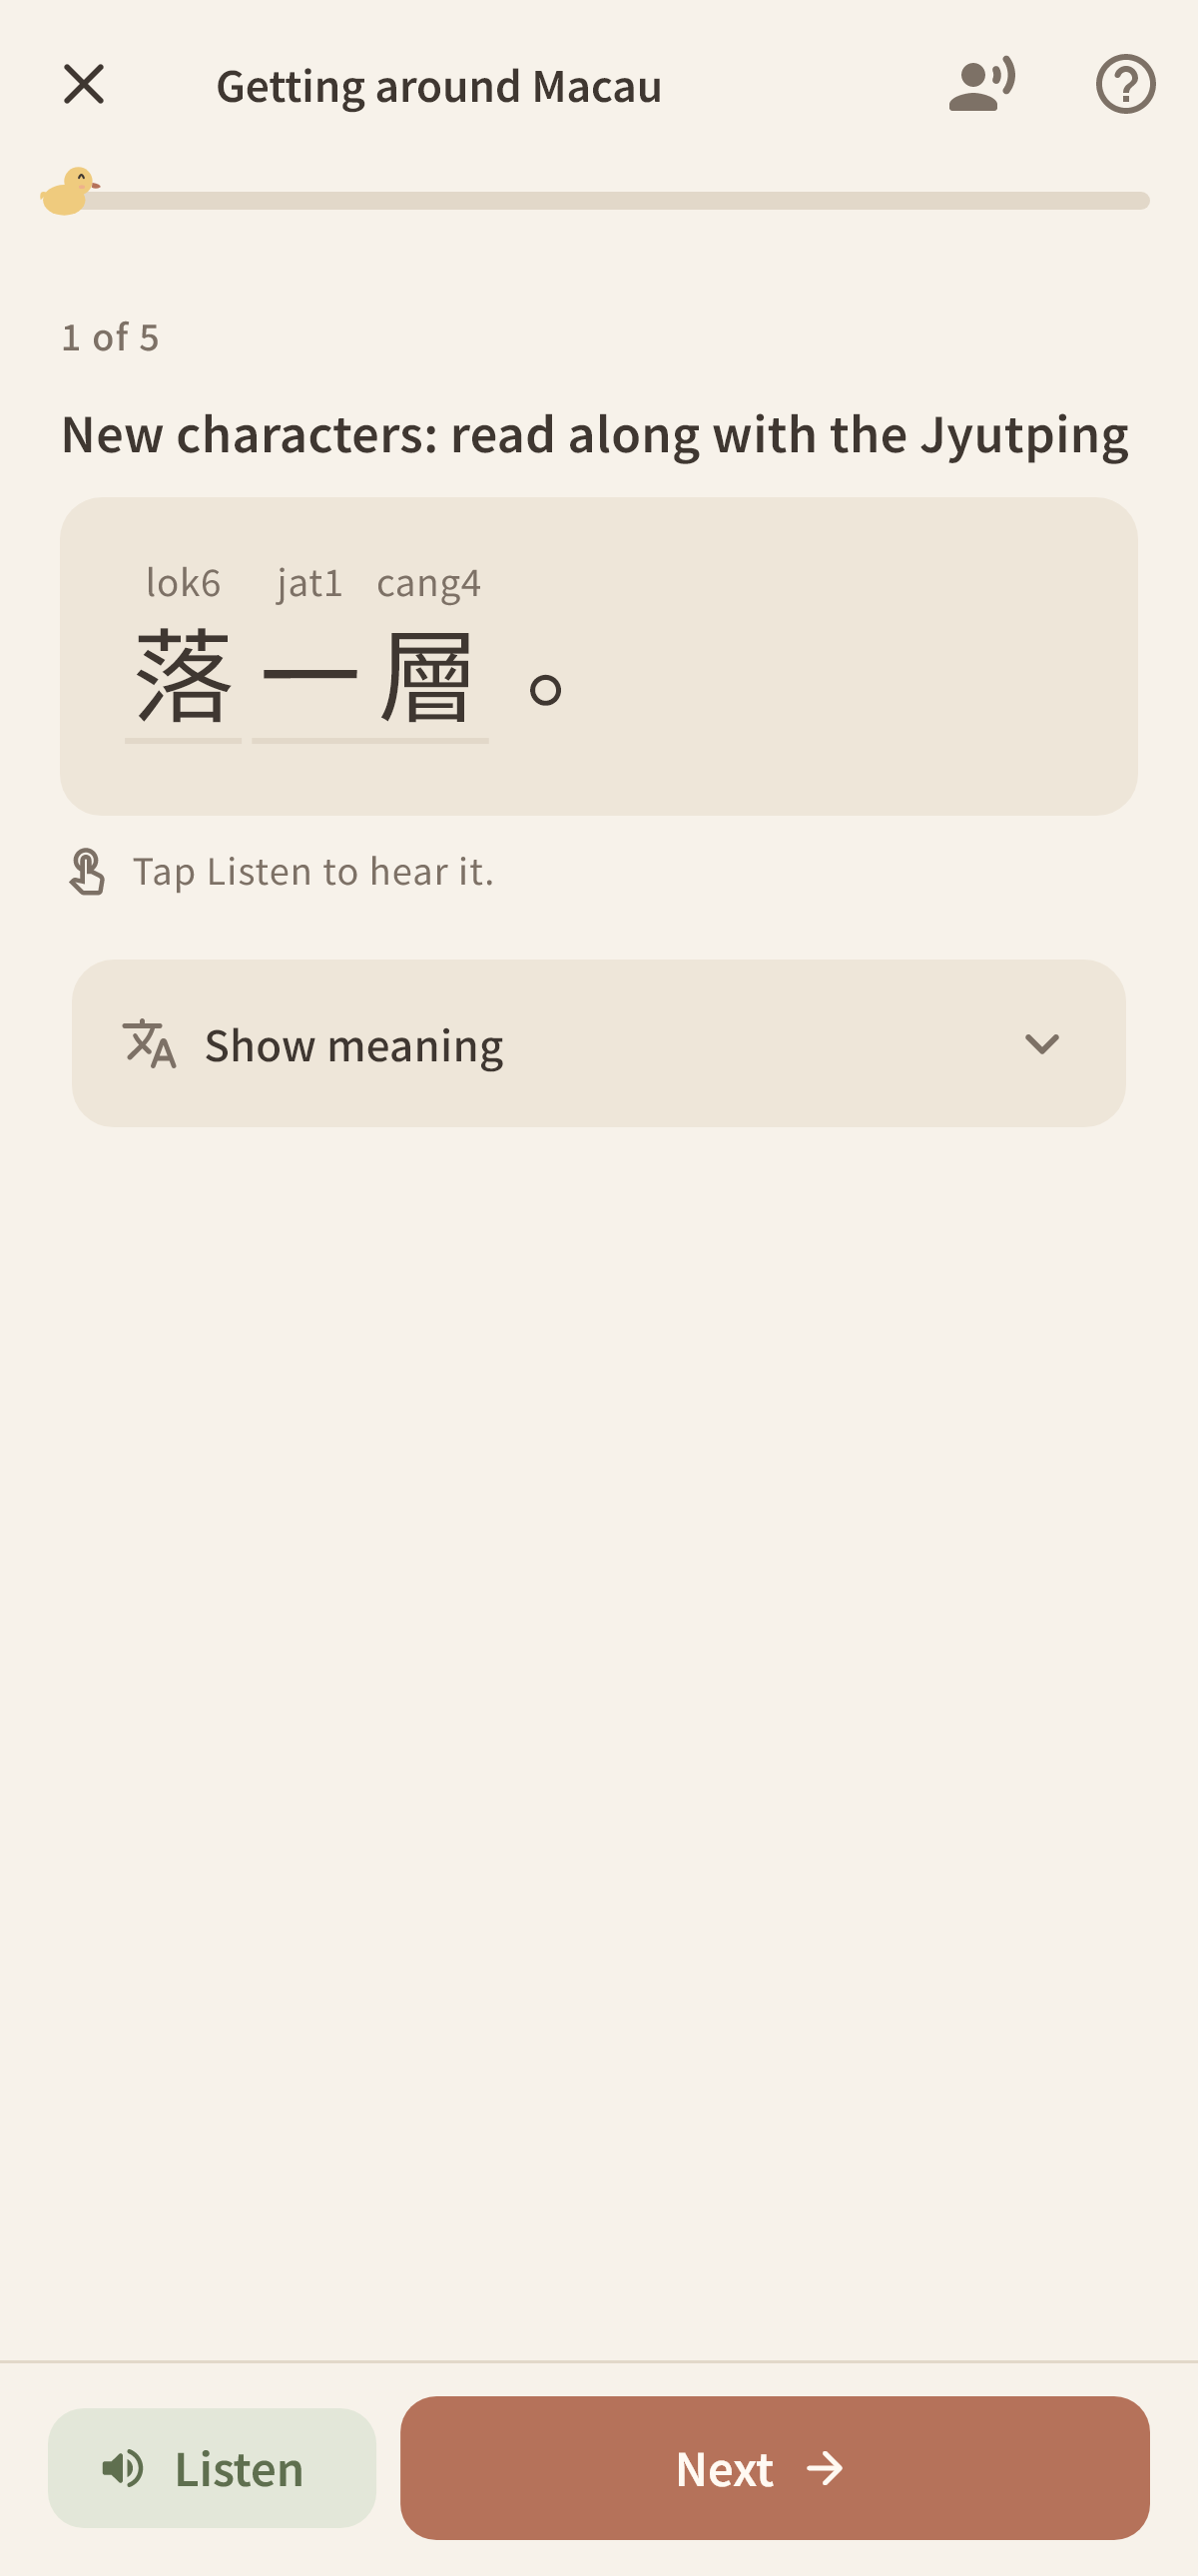 Getting around Macau
1 of 5
New characters: read along with the Jyutping
lok6 jat1 cang4
落一層。
Tap Listen to hear it.
Show meaning
Listen
Next